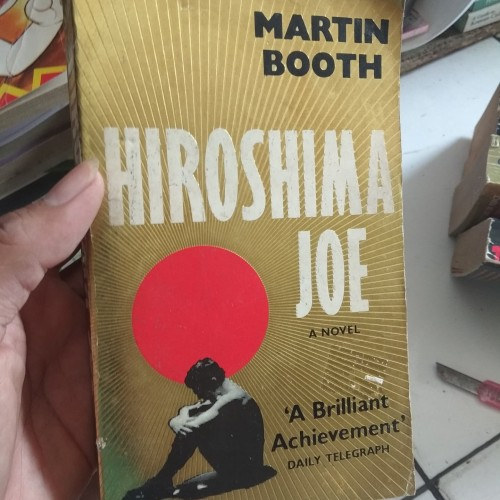 MARTIN
BOOTH
HIROSHIMA
JOE
A NOVEL
'A Brilliant
Achievement'
DAILY TELEGRAPH